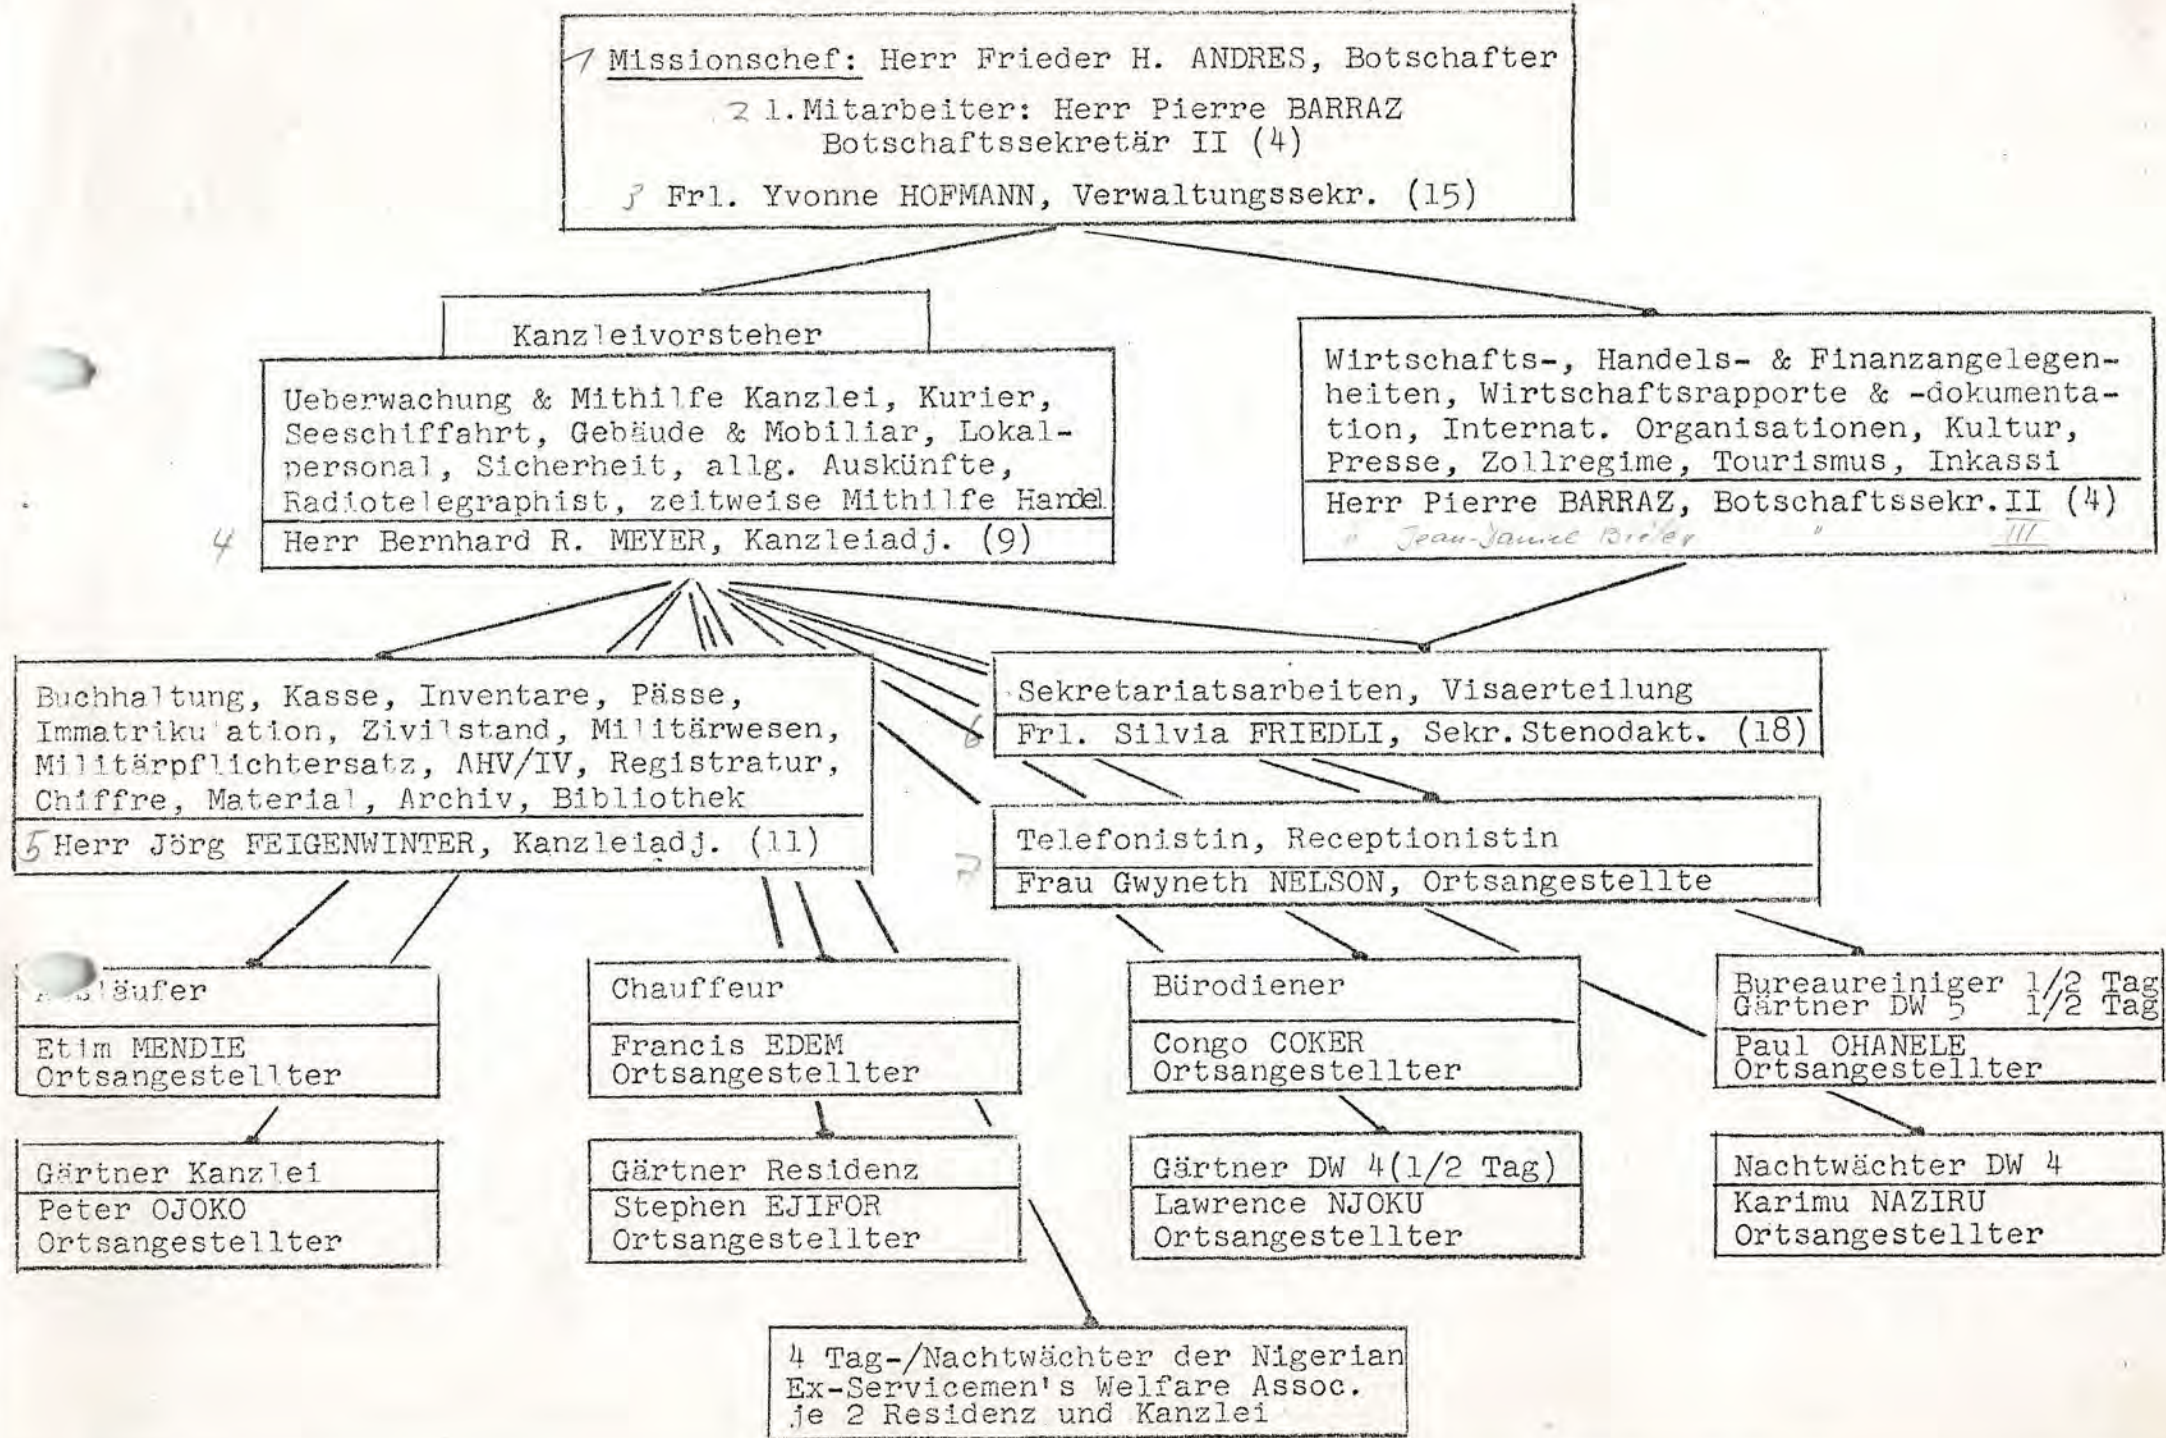 1 Missionschef: Herr Frieder H. ANDRES, Botschafter
2 1.Mitarbeiter: Herr Pierre BARRAZ
Botschaftssekretär II (4)
3 Frl. Yvonne HOFMANN, Verwaltungssekr. (15)
Kanzleivorsteher
Ueberwachung & Mithilfe Kanzlei, Kurier,
Seeschiffahrt, Gebäude & Mobiliar, Lokal-
personal, Sicherheit, allg. Auskünfte,
Radiotelegraphist, zeitweise Mithilfe Handel
4 Herr Bernhard R. MEYER, Kanzleiadj. (9)
Wirtschafts-, Handels- & Finanzangelegen-
heiten, Wirtschaftsrapporte & -dokumenta-
tion, Internat. Organisationen, Kultur,
Presse, Zollregime, Tourismus, Inkassi
Herr Pierre BARRAZ, Botschaftssekr. II (4)
" Jean-Daniel " III
Buchhaltung, Kasse, Inventare, Pässe,
Immatrikulation, Zivilstand, Militärwesen,
Militärpflichtersatz, AHV/IV, Registratur,
Chiffre, Material, Archiv, Bibliothek
5 Herr Jörg FEIGENWINTER, Kanzleiadj. (11)
Sekretariatsarbeiten, Visaerteilung
6 Frl. Silvia FRIEDLI, Sekr.Stenodakt. (18)
Telefonistin, Receptionistin
7 Frau Gwyneth NELSON, Ortsangestellte
Ausläufer
Etim MENDIE
Ortsangestellter
Chauffeur
Francis EDEM
Ortsangestellter
Bürodiener
Congo COKER
Ortsangestellter
Bureaureiniger 1/2 Tag
Gärtner DW 5 1/2 Tag
Paul OHANELE
Ortsangestellter
Gärtner Kanzlei
Peter OJOKO
Ortsangestellter
Gärtner Residenz
Stephen EJIFOR
Ortsangestellter
Gärtner DW 4(1/2 Tag)
Lawrence NJOKU
Ortsangestellter
Nachtwächter DW 4
Karimu NAZIRU
Ortsangestellter
4 Tag-/Nachtwächter der Nigerian
Ex-Servicemen's Welfare Assoc.
je 2 Residenz und Kanzlei